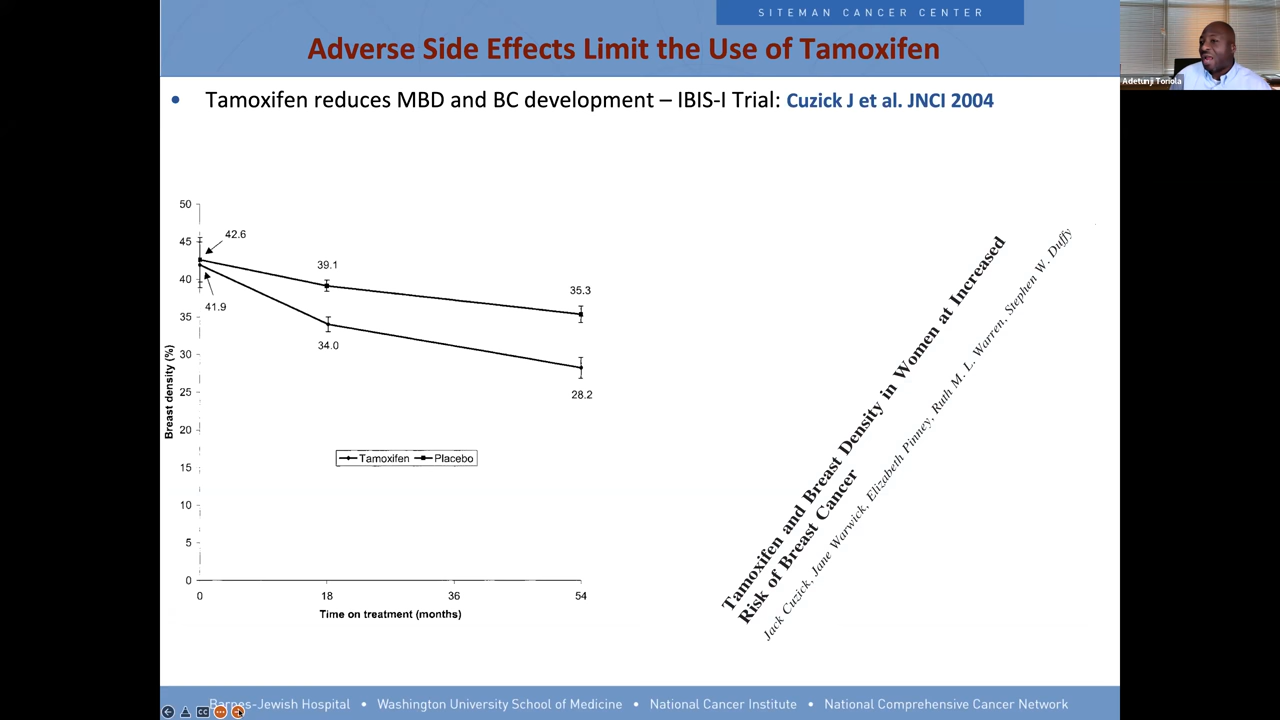 SITEMAN CANCER CENTER
Adverse Side Effects Limit the Use of Tamoxifen
• Tamoxifen reduces MBD and BC development – IBIS-I Trial: Cuzick J et al. JNCI 2004
Adetunji Toriola
50
45
40
35
30
25
20
15
10
5
0
Breast density (%)
42.6
41.9
39.1
34.0
35.3
28.2
Tamoxifen Placebo
0 18 36 54
Time on treatment (months)
Tamoxifen and Breast Density in Women at Increased
Risk of Breast Cancer
Jack Cuzick, Jane Warwick, Elizabeth Pinney, Ruth M. L. Warren, Stephen W. Duffy
Barnes-Jewish Hospital • Washington University School of Medicine • National Cancer Institute • National Comprehensive Cancer Network
CC